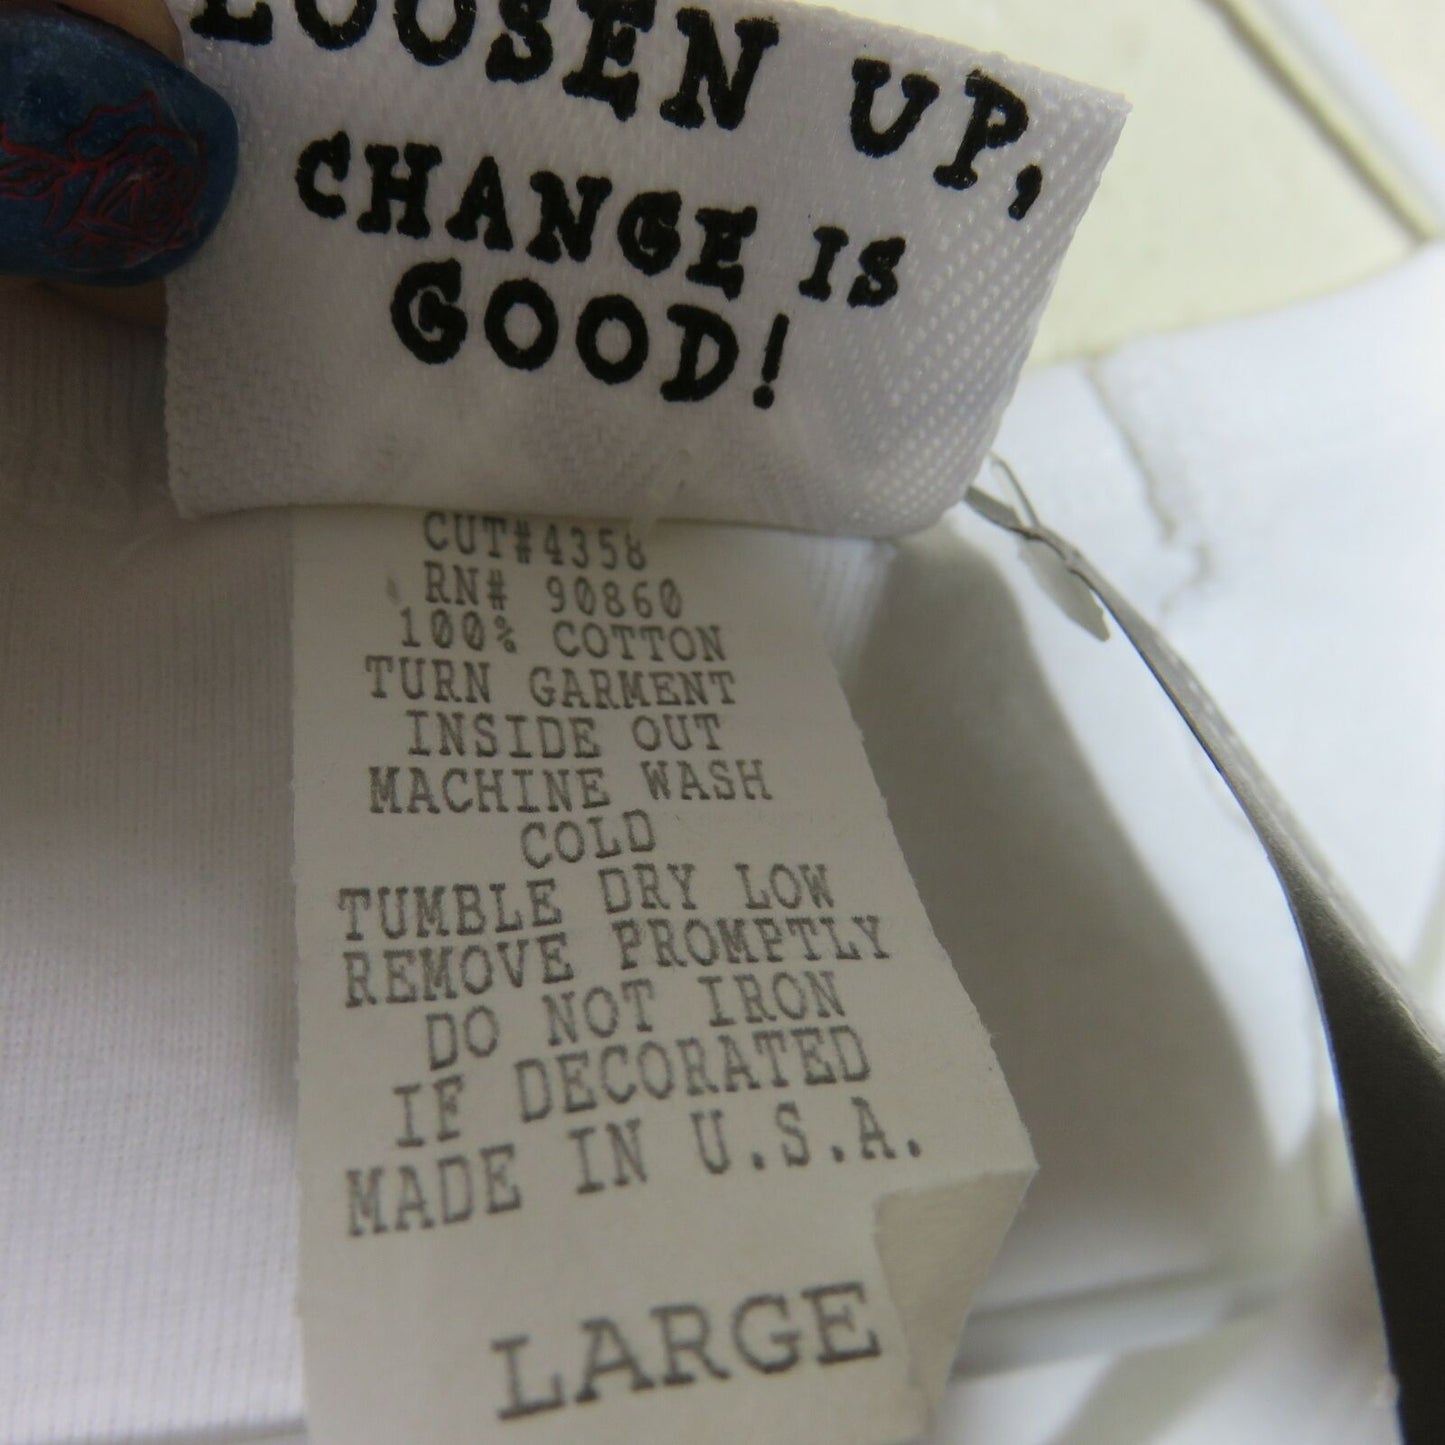 LOOSEN UP,
CHANGE IS
GOOD!
CUT#4358
RN# 90860
100% COTTON
TURN GARMENT
INSIDE OUT
MACHINE WASH
COLD
TUMBLE DRY LOW
REMOVE PROMPTLY
DO NOT IRON
IF DECORATED
MADE IN U.S.A.
LARGE